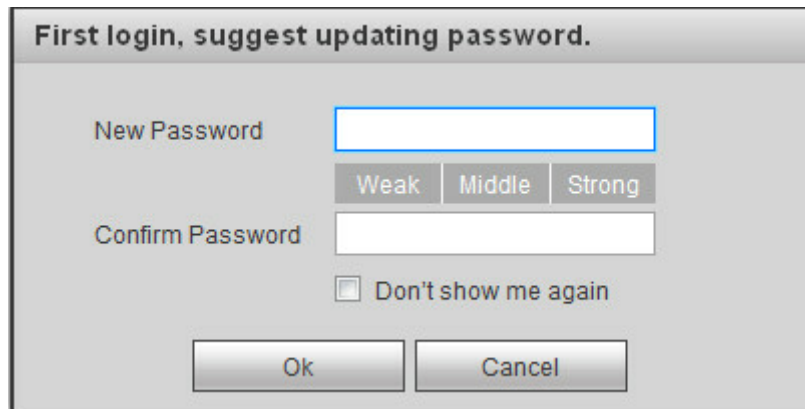 First login, suggest updating password.
New Password
Weak Middle Strong
Confirm Password
Don't show me again
Ok Cancel